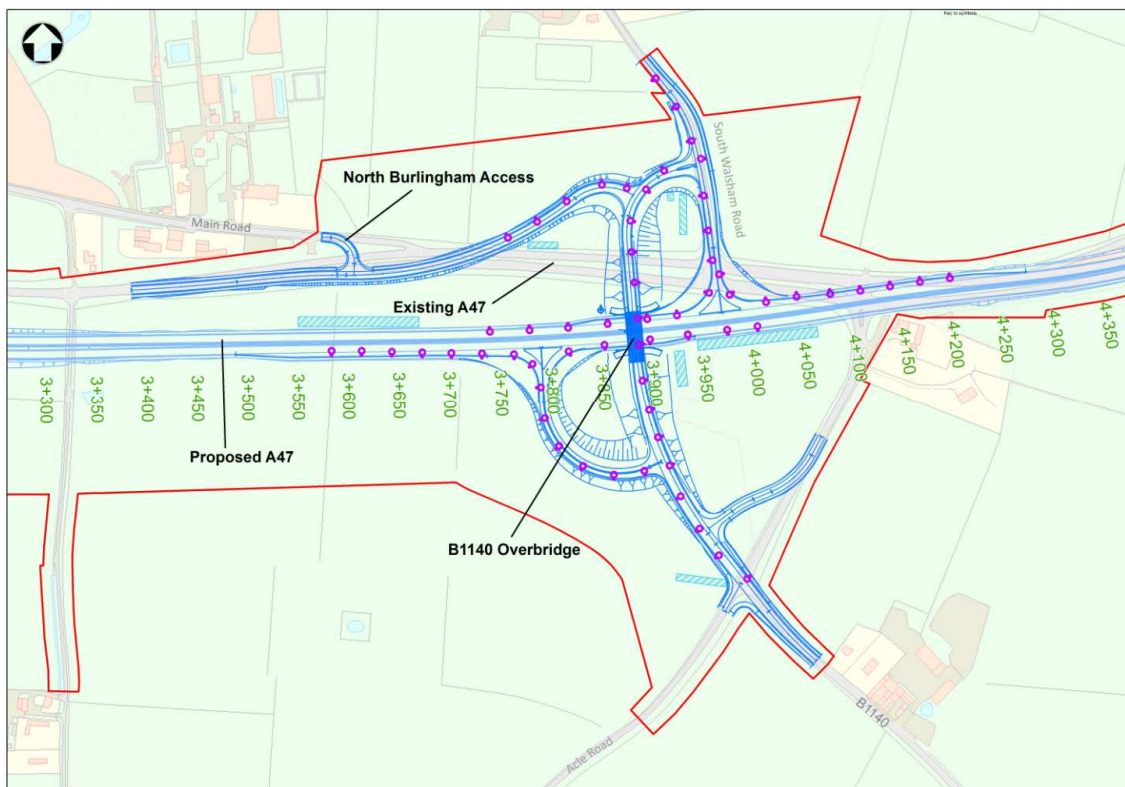 Key to symbols
South Walsham Road
North Burlingham Access
Main Road
Existing A47
3+300
3+350
3+400
3+450
3+500
3+550
3+600
3+650
3+700
3+750
3+800
3+850
3+900
3+950
4+000
4+050
4+100
4+150
4+200
4+250
4+300
4+350
Proposed A47
B1140 Overbridge
B1140
Acle Road